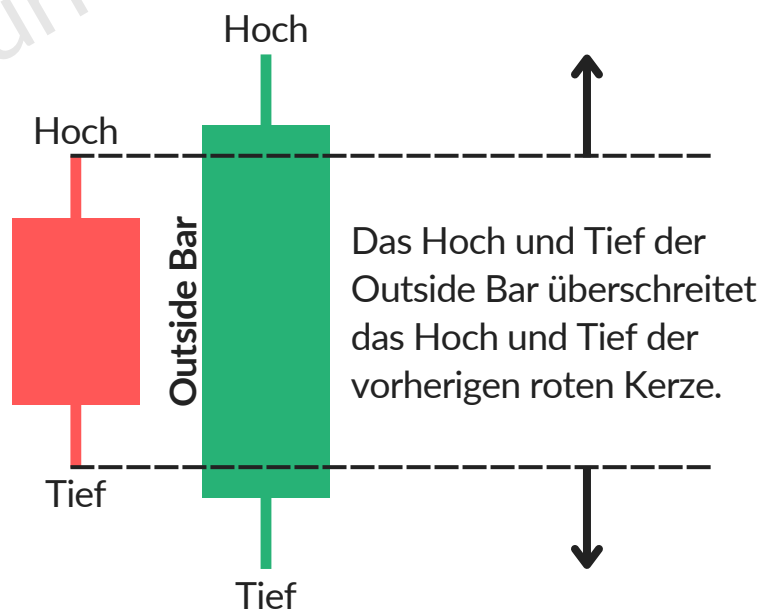 Hoch
Hoch
Outside Bar
Das Hoch und Tief der
Outside Bar überschreitet
das Hoch und Tief der
vorherigen roten Kerze.
Tief
Tief